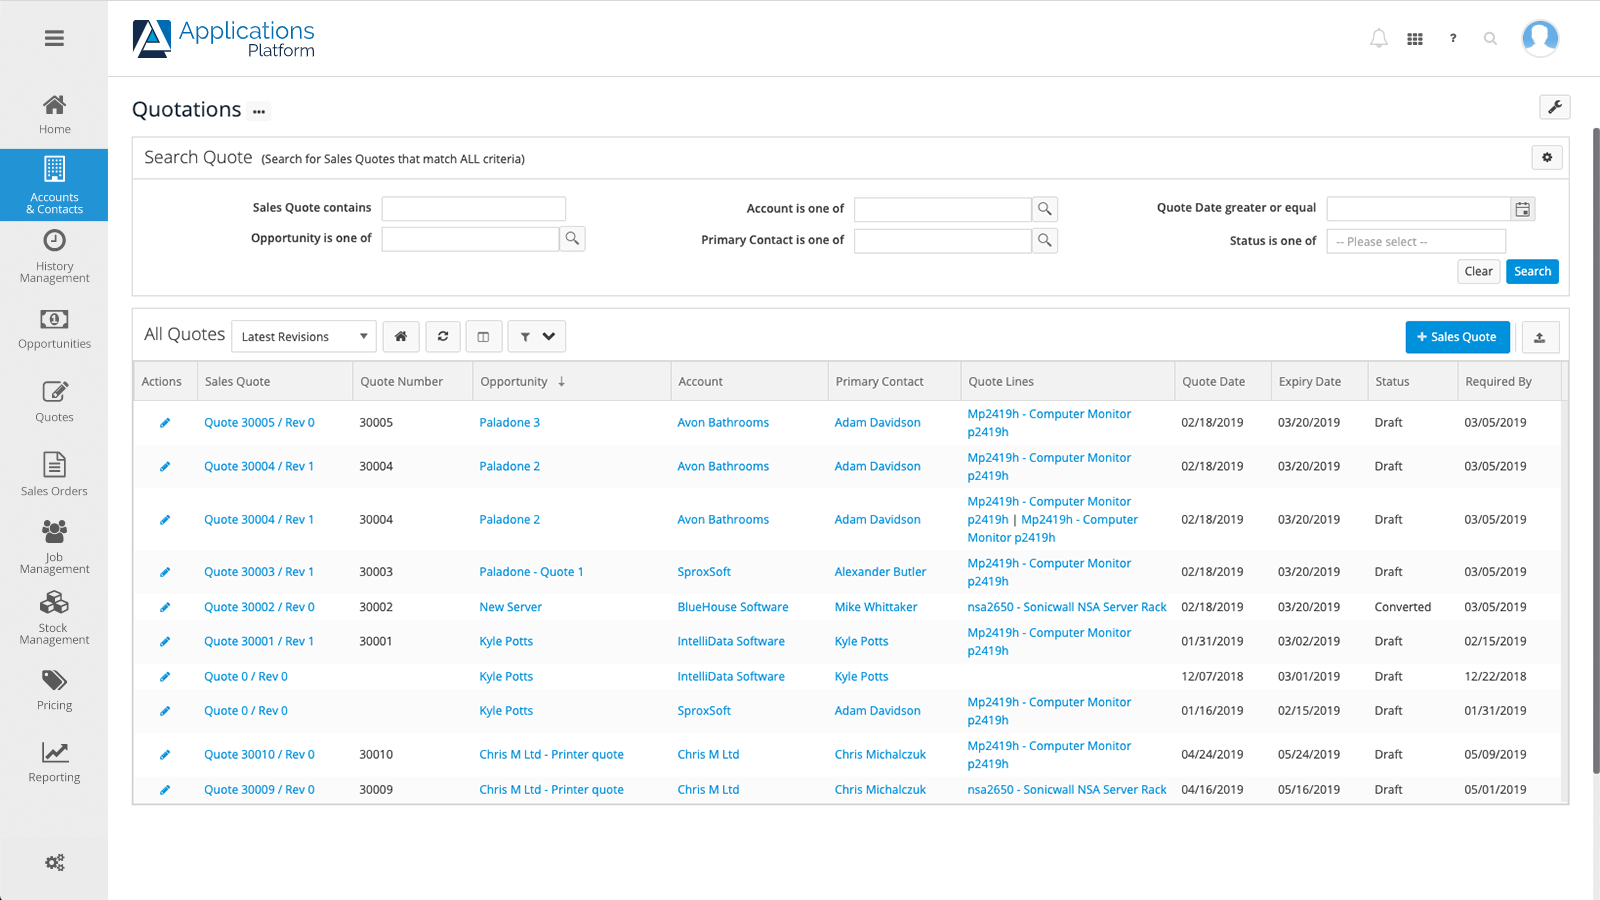 Applications
Platform
Home
Accounts
& Contacts
History
Management
Opportunities
Quotes
Sales Orders
Job
Management
Stock
Management
Pricing
Reporting
?
Quotations ...
Search Quote (Search for Sales Quotes that match ALL criteria)
Sales Quote contains
Account is one of
Quote Date greater or equal
Opportunity is one of
Primary Contact is one of
Status is one of
-- Please select --
Clear
Search
All Quotes
Latest Revisions
+ Sales Quote
Actions Sales Quote Quote Number Opportunity ↓ Account Primary Contact Quote Lines Quote Date Expiry Date Status Required By
Quote 30005 / Rev 0 30005 Paladone 3 Avon Bathrooms Adam Davidson Mp2419h - Computer Monitor 02/18/2019 03/20/2019 Draft 03/05/2019
p2419h
Quote 30004 / Rev 1 30004 Paladone 2 Avon Bathrooms Adam Davidson Mp2419h - Computer Monitor 02/18/2019 03/20/2019 Draft 03/05/2019
p2419h
Mp2419h - Computer Monitor
Quote 30004 / Rev 1 30004 Paladone 2 Avon Bathrooms Adam Davidson p2419h | Mp2419h - Computer 02/18/2019 03/20/2019 Draft 03/05/2019
Monitor p2419h
Quote 30003 / Rev 1 30003 Paladone - Quote 1 SproxSoft Alexander Butler Mp2419h - Computer Monitor 02/18/2019 03/20/2019 Draft 03/05/2019
p2419h
Quote 30002 / Rev 0 30002 New Server BlueHouse Software Mike Whittaker nsa2650 - Sonicwall NSA Server Rack 02/18/2019 03/20/2019 Converted 03/05/2019
Quote 30001 / Rev 1 30001 Kyle Potts IntelliData Software Kyle Potts Mp2419h - Computer Monitor 01/31/2019 03/02/2019 Draft 02/15/2019
p2419h
Quote 0 / Rev 0 Kyle Potts IntelliData Software Kyle Potts 12/07/2018 03/01/2019 Draft 12/22/2018
Quote 0 / Rev 0 Kyle Potts SproxSoft Adam Davidson Mp2419h - Computer Monitor 01/16/2019 02/15/2019 Draft 01/31/2019
p2419h
Quote 30010 / Rev 0 30010 Chris M Ltd - Printer quote Chris M Ltd Chris Michalczuk Mp2419h - Computer Monitor 04/24/2019 05/24/2019 Draft 05/09/2019
p2419h
Quote 30009 / Rev 0 30009 Chris M Ltd - Printer quote Chris M Ltd Chris Michalczuk nsa2650 - Sonicwall NSA Server Rack 04/16/2019 05/16/2019 Draft 05/01/2019